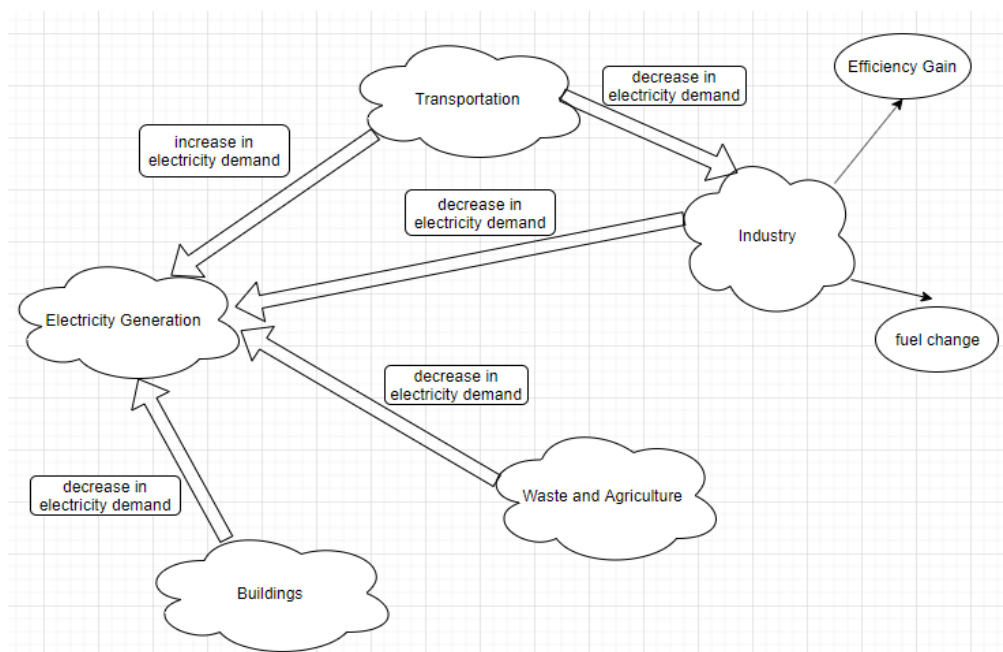 Efficiency Gain
Transportation
decrease in
electricity demand
increase in
electricity demand
decrease in
electricity demand
Industry
Electricity Generation
fuel change
decrease in
electricity demand
decrease in
electricity demand
Waste and Agriculture
Buildings